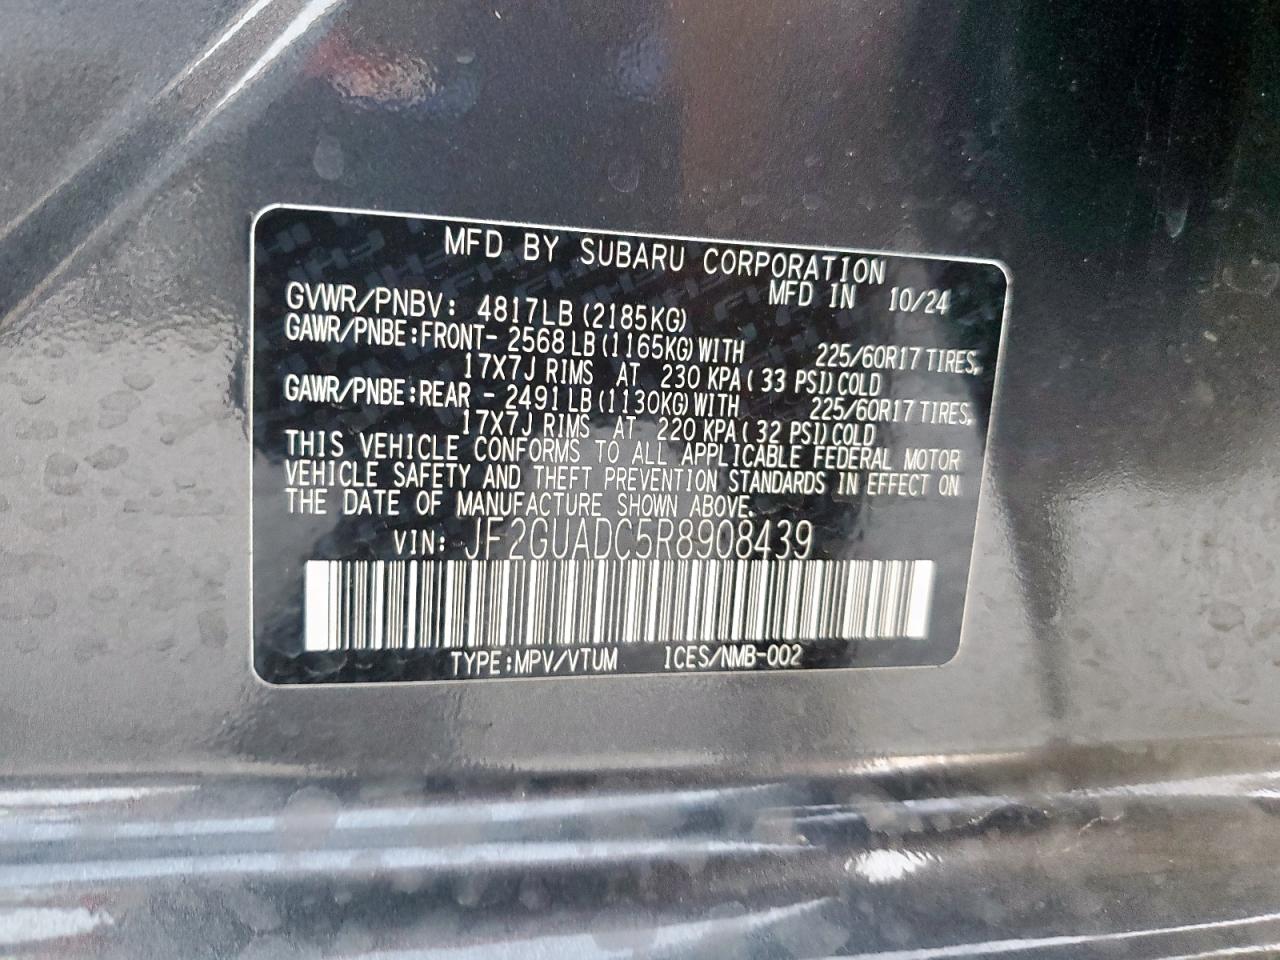 MFD BY SUBARU CORPORATION
MFD IN 10/24
GVWR/PNBV: 4817LB (2185KG)
GAWR/PNBE:FRONT- 2568 LB (1165KG) WITH 225/60R17 TIRES,
17X7J RIMS AT 230 KPA( 33 PSI) COLD
GAWR/PNBE:REAR - 2491 LB (1130KG) WITH 225/60R17 TIRES,
17X7J RIMS AT 220 KPA( 32 PSI) COLD
THIS VEHICLE CONFORMS TO ALL APPLICABLE FEDERAL MOTOR
VEHICLE SAFETY AND THEFT PREVENTION STANDARDS IN EFFECT ON
THE DATE OF MANUFACTURE SHOWN ABOVE.
VIN: JF2GUADC5R8908439
TYPE:MPV/VTUM ICES/NMB-002